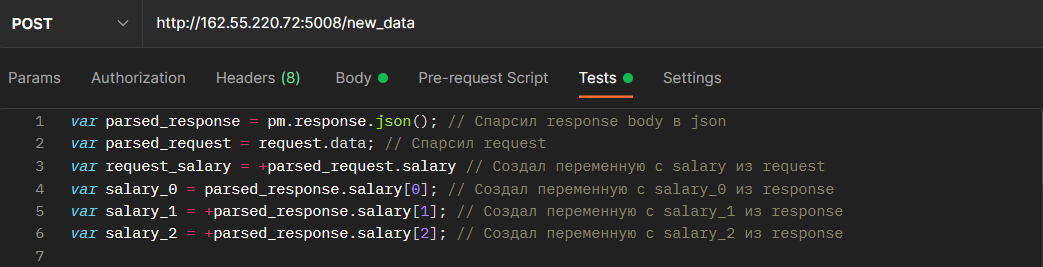 POST http://162.55.220.72:5008/new_data
Params Authorization Headers (8) Body Pre-request Script Tests Settings
1 var parsed_response = pm.response.json(); // Спарсил response body в json
2 var parsed_request = request.data; // Спарсил request
3 var request_salary = +parsed_request.salary // Создал переменную с salary из request
4 var salary_0 = parsed_response.salary[0]; // Создал переменную с salary_0 из response
5 var salary_1 = +parsed_response.salary[1]; // Создал переменную с salary_1 из response
6 var salary_2 = +parsed_response.salary[2]; // Создал переменную с salary_2 из response
7